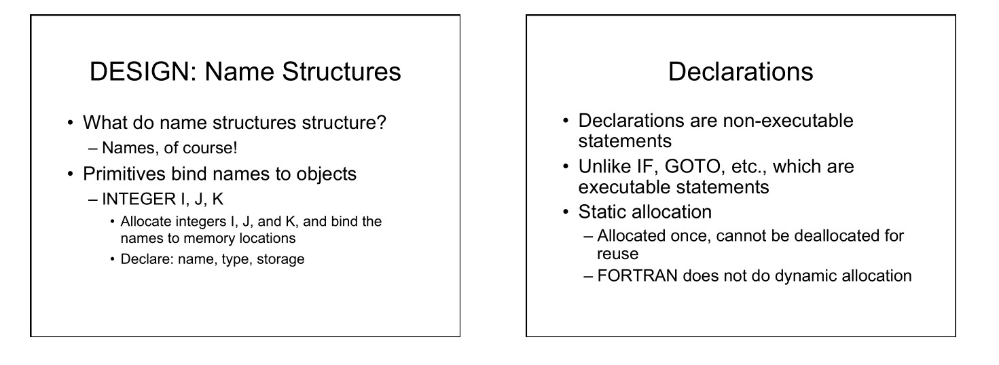 DESIGN: Name Structures
• What do name structures structure?
– Names, of course!
• Primitives bind names to objects
– INTEGER I, J, K
• Allocate integers I, J, and K, and bind the
names to memory locations
• Declare: name, type, storage
Declarations
• Declarations are non-executable
statements
• Unlike IF, GOTO, etc., which are
executable statements
• Static allocation
– Allocated once, cannot be deallocated for
reuse
– FORTRAN does not do dynamic allocation